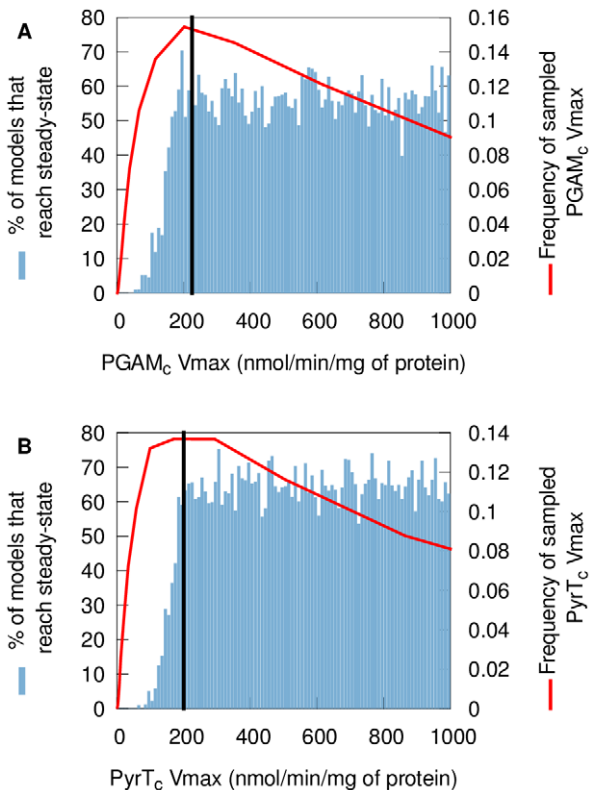 A
80
70
60
50
40
30
20
10
0
0.16
0.14
0.12
0.1
0.08
0.06
0.04
0.02
0
0 200 400 600 800 1000
% of models that
reach steady-state
Frequency of sampled
PGAMc Vmax
PGAMc Vmax (nmol/min/mg of protein)
B
80
70
60
50
40
30
20
10
0
0.14
0.12
0.1
0.08
0.06
0.04
0.02
0
0 200 400 600 800 1000
% of models that
reach steady-state
Frequency of sampled
PyrTc Vmax
PyrTc Vmax (nmol/min/mg of protein)